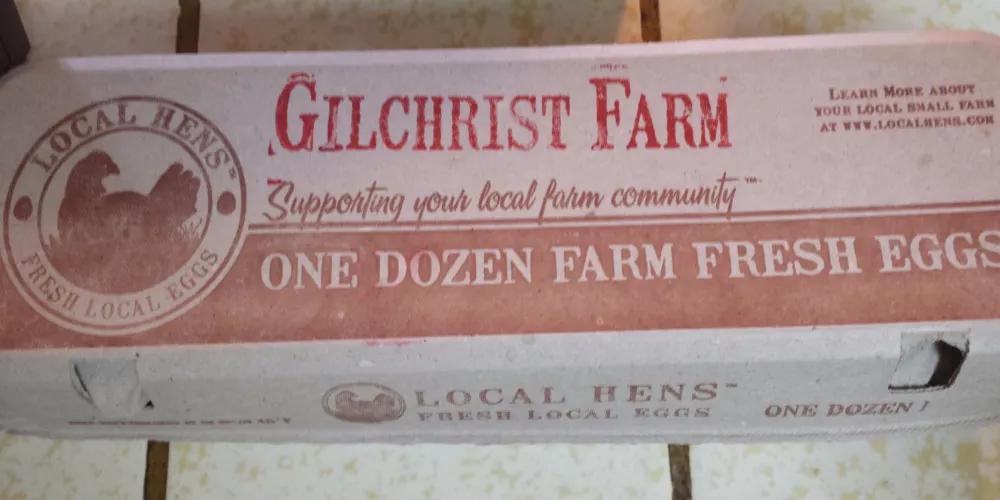 LOCAL HENS™
FRESH LOCAL EGGS
GILCHRIST FARM
LEARN MORE ABOUT
YOUR LOCAL SMALL FARM
AT WWW.LOCALHENS.COM
Supporting your local farm community™
ONE DOZEN FARM FRESH EGGS
LOCAL HENS™
FRESH LOCAL EGGS
ONE DOZEN